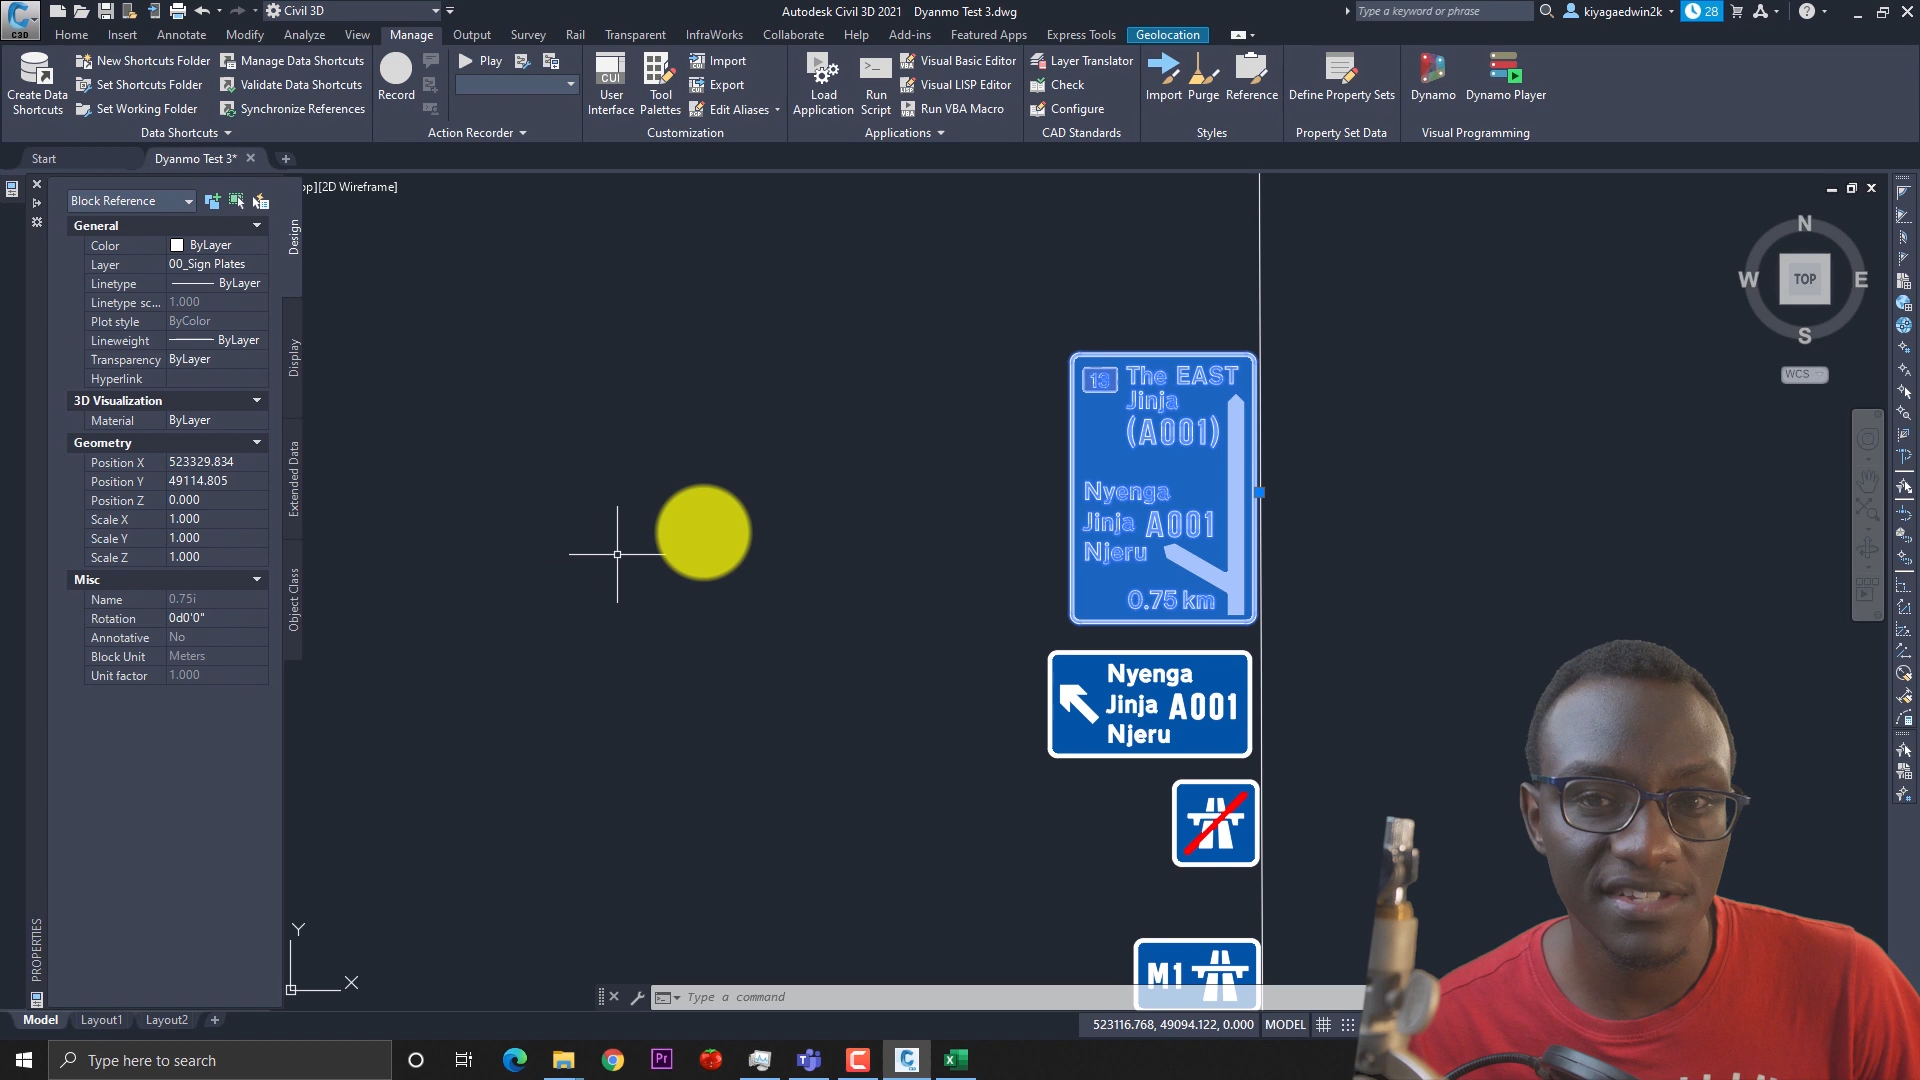 Civil 3D
Autodesk Civil 3D 2021 Dyanmo Test 3.dwg
Type a keyword or phrase
kiyagaedwin2k
28
C3D
Home Insert Annotate Modify Analyze View Manage Output Survey Rail Transparent InfraWorks Collaborate Help Add-ins Featured Apps Express Tools Geolocation
Create Data Shortcuts
New Shortcuts Folder
Set Shortcuts Folder
Set Working Folder
Manage Data Shortcuts
Validate Data Shortcuts
Synchronize References
Data Shortcuts
Record
Play
Action Recorder
CUI
User Interface
Tool Palettes
Import
Export
Edit Aliases
Customization
Load Application
Run Script
Visual Basic Editor
Visual LISP Editor
Run VBA Macro
Applications
Layer Translator
Check
Configure
CAD Standards
Import
Purge
Reference
Styles
Define Property Sets
Property Set Data
Dynamo
Dynamo Player
Visual Programming
Start
Dyanmo Test 3*
op][2D Wireframe]
Block Reference
General
Color ByLayer
Layer 00_Sign Plates
Linetype ByLayer
Linetype sc... 1.000
Plot style ByColor
Lineweight ByLayer
Transparency ByLayer
Hyperlink
3D Visualization
Material ByLayer
Geometry
Position X 523329.834
Position Y 49114.805
Position Z 0.000
Scale X 1.000
Scale Y 1.000
Scale Z 1.000
Misc
Name 0.75i
Rotation 0d0'0"
Annotative No
Block Unit Meters
Unit factor 1.000
Design
Display
Extended Data
Object Class
PROPERTIES
13 The EAST
Jinja
(A001)
Nyenga
Jinja A001
Njeru
0.75 km
Nyenga
Jinja A001
Njeru
M1
N
W TOP E
S
WCS
Y
X
Type a command
Model Layout1 Layout2
523116.768, 49094.122, 0.000 MODEL
Type here to search
Pr